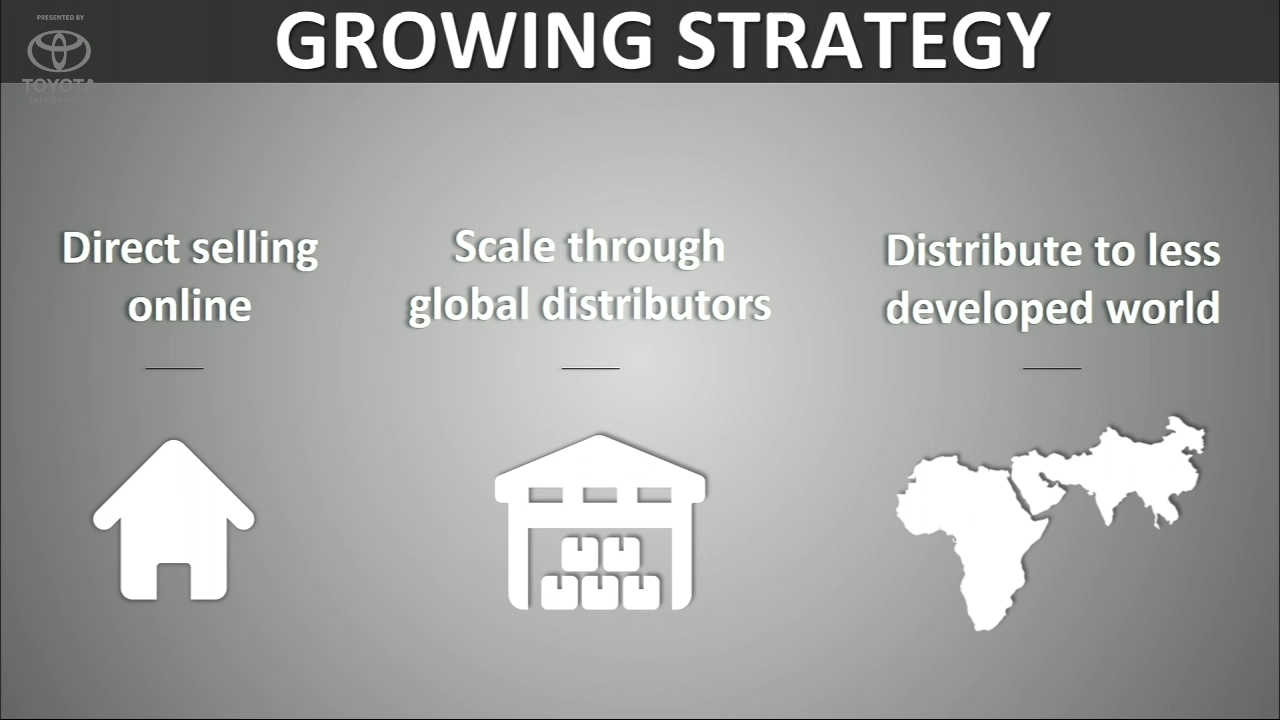 PRESENTED BY
TOYOTA
GROWING STRATEGY
Direct selling
online
Scale through
global distributors
Distribute to less
developed world